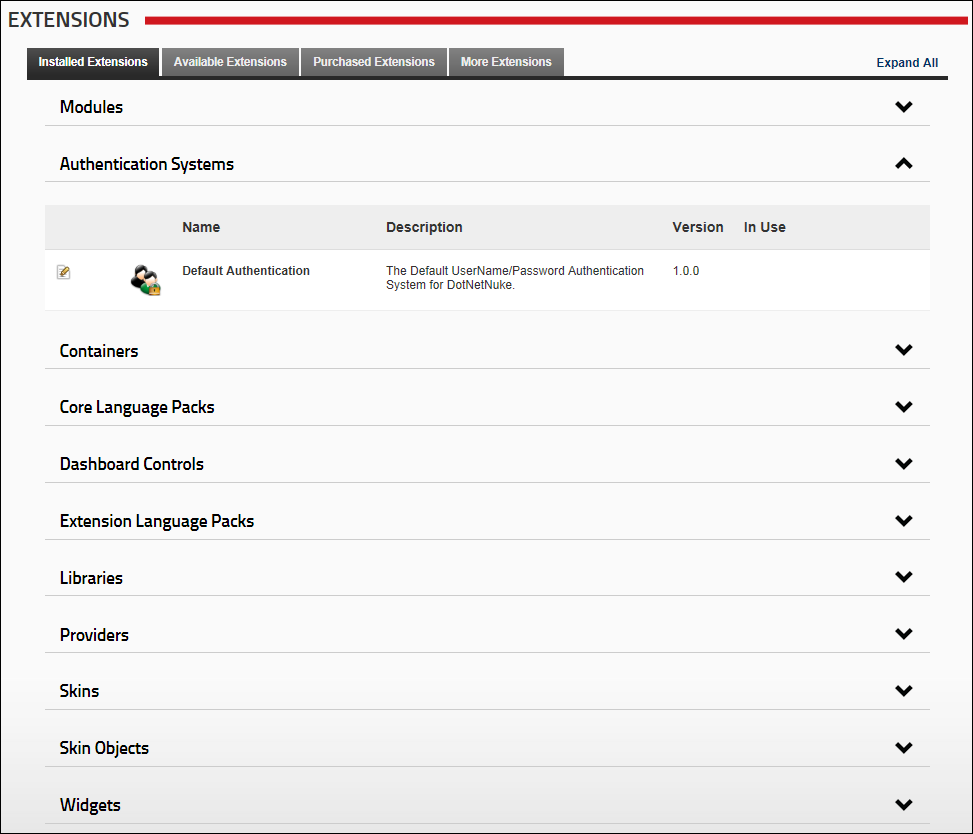 EXTENSIONS
Installed Extensions Available Extensions Purchased Extensions More Extensions Expand All
Modules
Authentication Systems
Name Description Version In Use
Default Authentication The Default UserName/Password Authentication 1.0.0
System for DotNetNuke.
Containers
Core Language Packs
Dashboard Controls
Extension Language Packs
Libraries
Providers
Skins
Skin Objects
Widgets